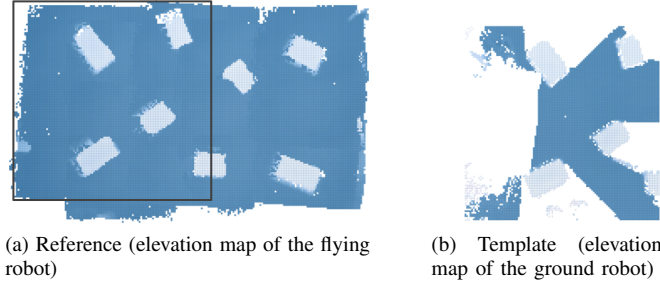 (a) Reference (elevation map of the flying
robot)
(b) Template (elevation
map of the ground robot)